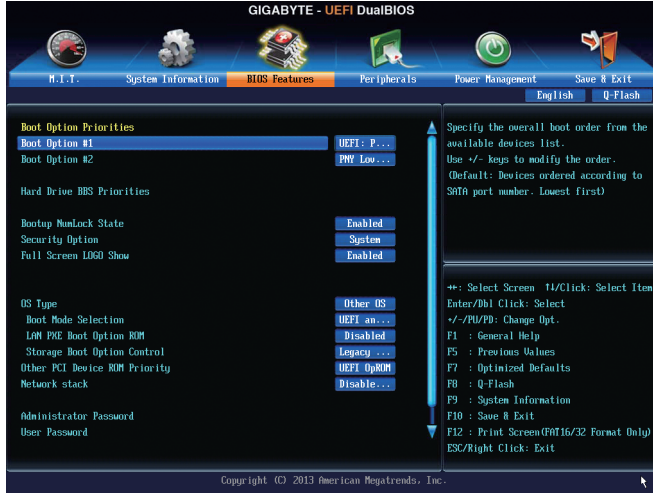 GIGABYTE - UEFI DualBIOS
M.I.T.
System Information
BIOS Features
Peripherals
Power Management
Save & Exit
English
Q-Flash
Boot Option Priorities
Boot Option #1 UEFI: P...
Boot Option #2 PNY Lov...
Hard Drive BBS Priorities
Bootup NumLock State Enabled
Security Option System
Full Screen LOGO Show Enabled
OS Type Other OS
Boot Mode Selection UEFI an...
LAN PXE Boot Option ROM Disabled
Storage Boot Option Control Legacy ...
Other PCI Device ROM Priority UEFI OpROM
Network stack Disable...
Administrator Password
User Password
Specify the overall boot order from the
available devices list.
Use +/- keys to modify the order.
(Default: Devices ordered according to
SATA port number. Lowest first)
→←: Select Screen ↑↓/Click: Select Item
Enter/Dbl Click: Select
+/-/PU/PD: Change Opt.
F1 : General Help
F5 : Previous Values
F7 : Optimized Defaults
F8 : Q-Flash
F9 : System Information
F10 : Save & Exit
F12 : Print Screen(FAT16/32 Format Only)
ESC/Right Click: Exit
Copyright (C) 2013 American Megatrends, Inc.